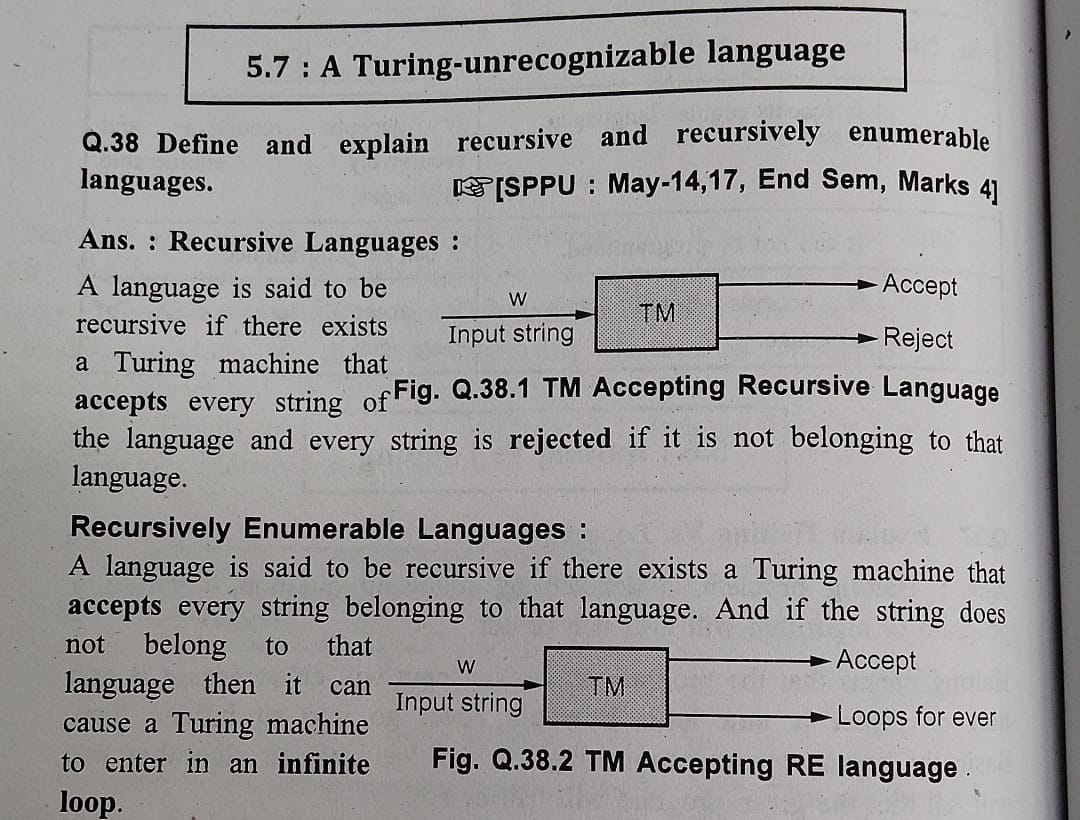 5.7 : A Turing-unrecognizable language
Q.38 Define and explain recursive and recursively enumerable
languages. [SPPU : May-14,17, End Sem, Marks 4]
Ans. : Recursive Languages :
A language is said to be
recursive if there exists
a Turing machine that
accepts every string of
w
Input string
TM
Accept
Reject
Fig. Q.38.1 TM Accepting Recursive Language
the language and every string is rejected if it is not belonging to that
language.
Recursively Enumerable Languages :
A language is said to be recursive if there exists a Turing machine that
accepts every string belonging to that language. And if the string does
not belong to that
language then it can
cause a Turing machine
to enter in an infinite
loop.
w
Input string
TM
Accept
Loops for ever
Fig. Q.38.2 TM Accepting RE language .